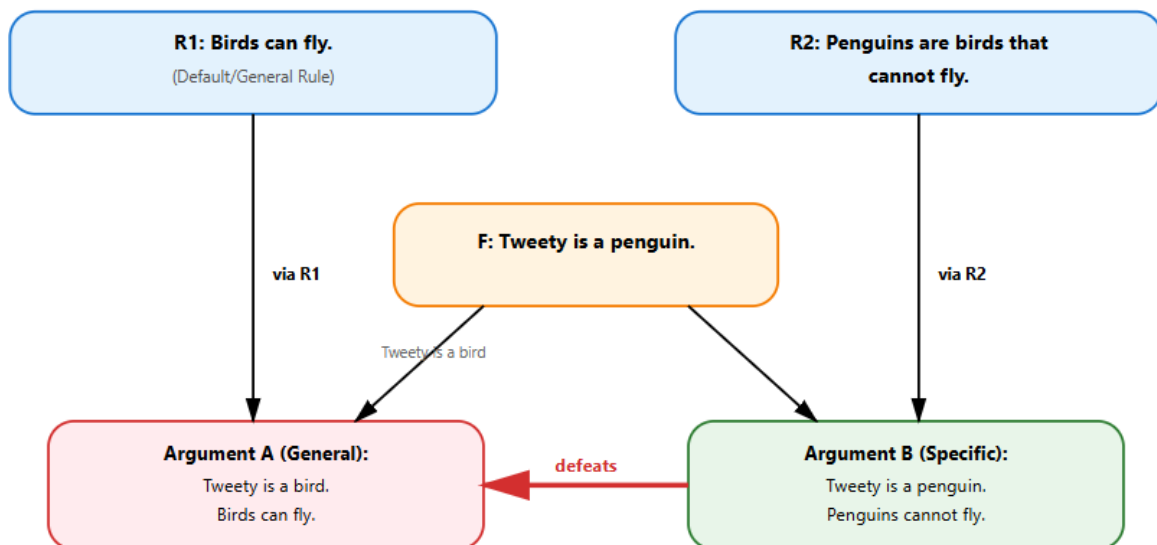 R1: Birds can fly.
(Default/General Rule)
R2: Penguins are birds that
cannot fly.
F: Tweety is a penguin.
via R1
via R2
Tweety is a bird
Argument A (General):
Tweety is a bird.
Birds can fly.
defeats
Argument B (Specific):
Tweety is a penguin.
Penguins cannot fly.